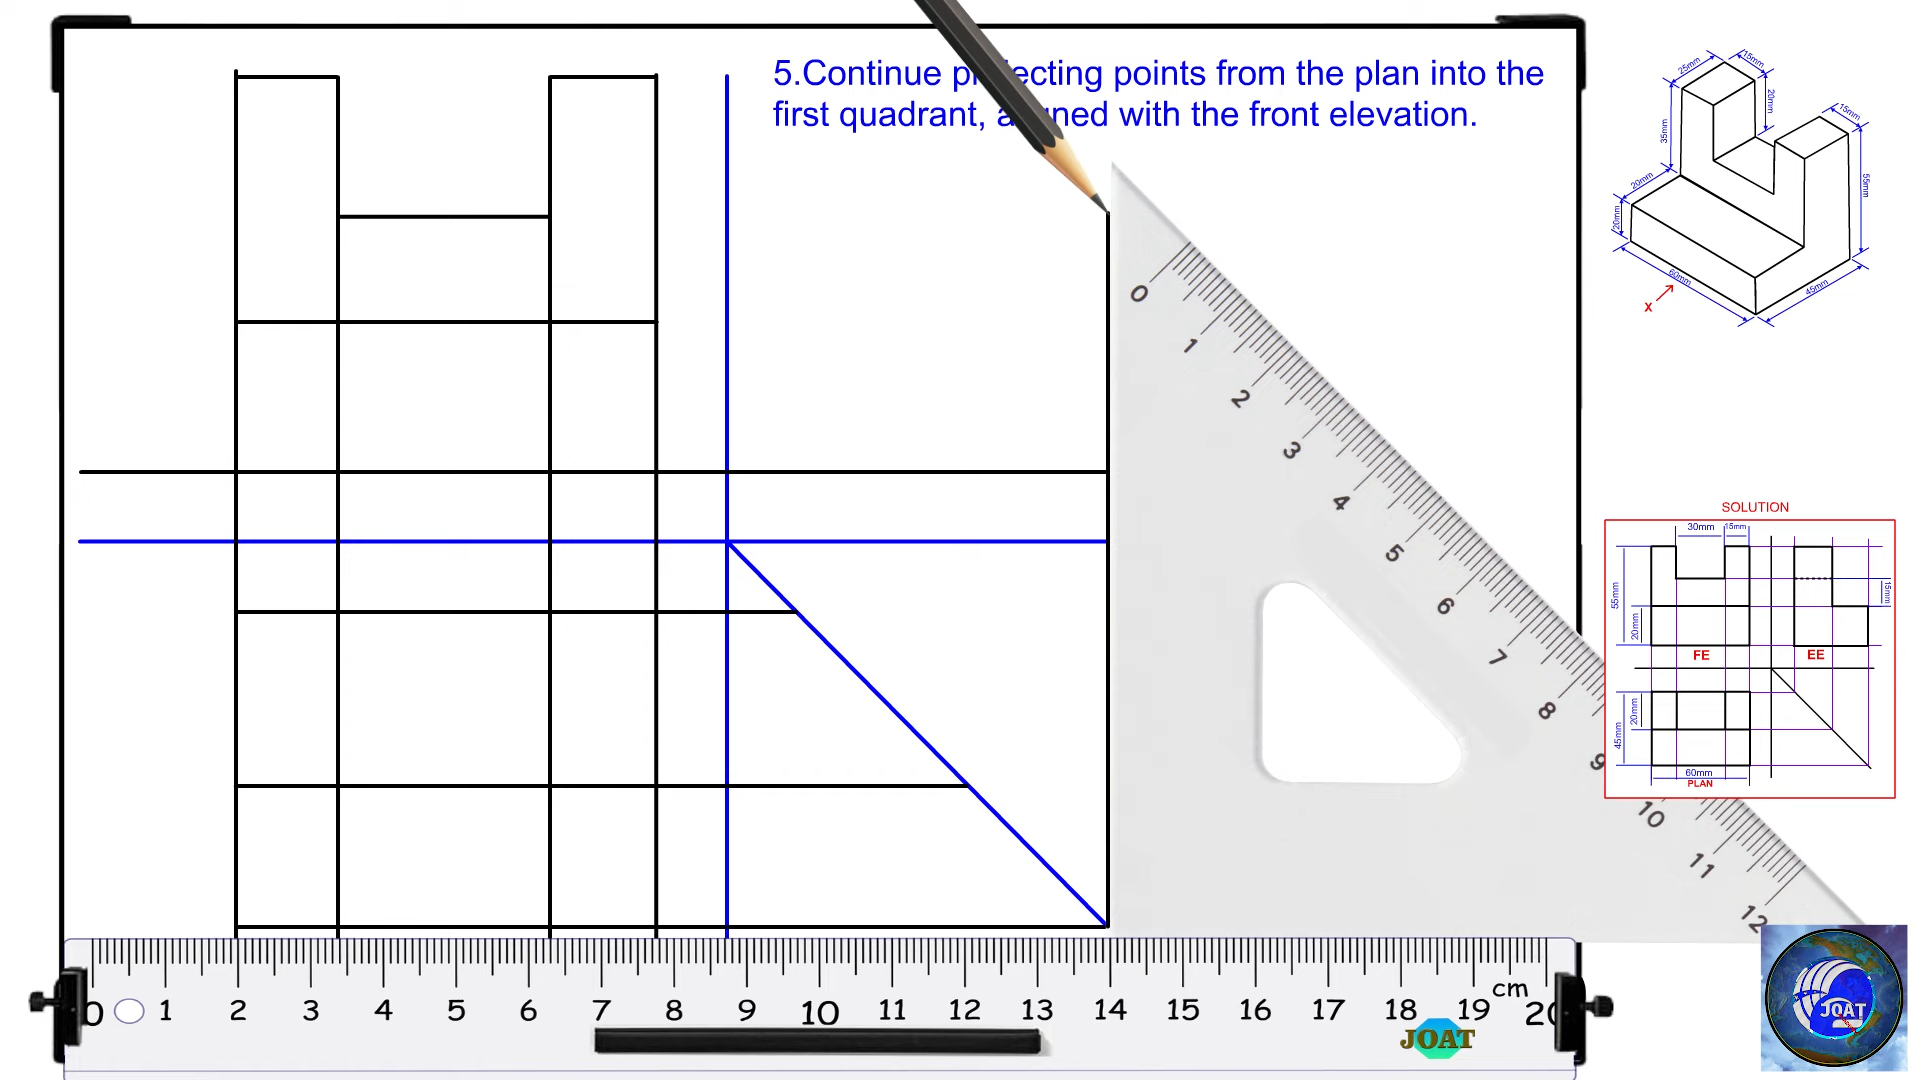 5.Continue projecting points from the plan into the
first quadrant, aligned with the front elevation.
25mm
15mm
20mm
35mm
15mm
55mm
20mm
20mm
60mm
45mm
X
0
1
2
3
4
5
6
7
8
9
10
11
12
SOLUTION
30mm 15mm
55mm
20mm
15mm
FE EE
45mm
20mm
60mm
PLAN
0 1 2 3 4 5 6 7 8 9 10 11 12 13 14 15 16 17 18 19 cm 20
JOAT
JOAT